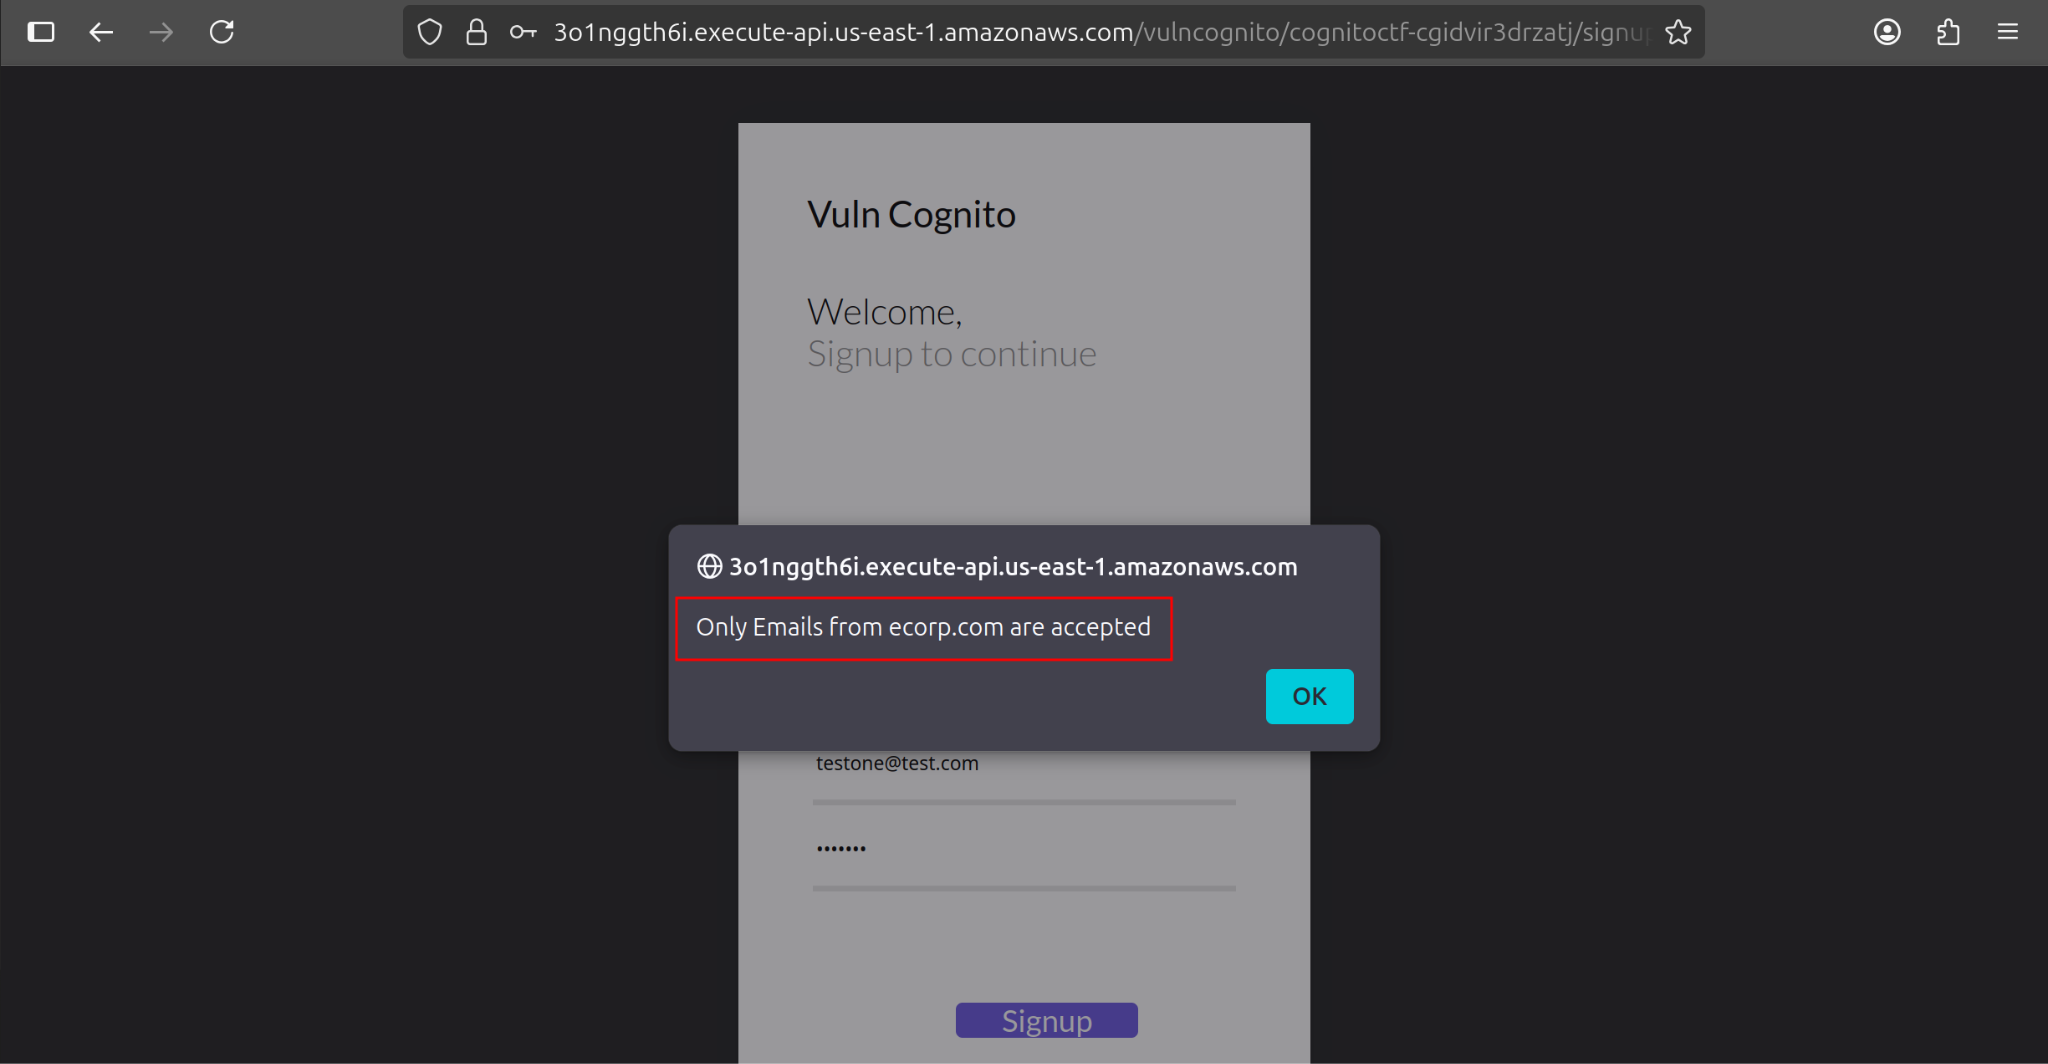 3o1nggth6i.execute-api.us-east-1.amazonaws.com/vulncognito/cognitoctf-cgidvir3drzatj/signup
Vuln Cognito
Welcome,
Signup to continue
3o1nggth6i.execute-api.us-east-1.amazonaws.com
Only Emails from ecorp.com are accepted
OK
testone@test.com
•••••••
Signup